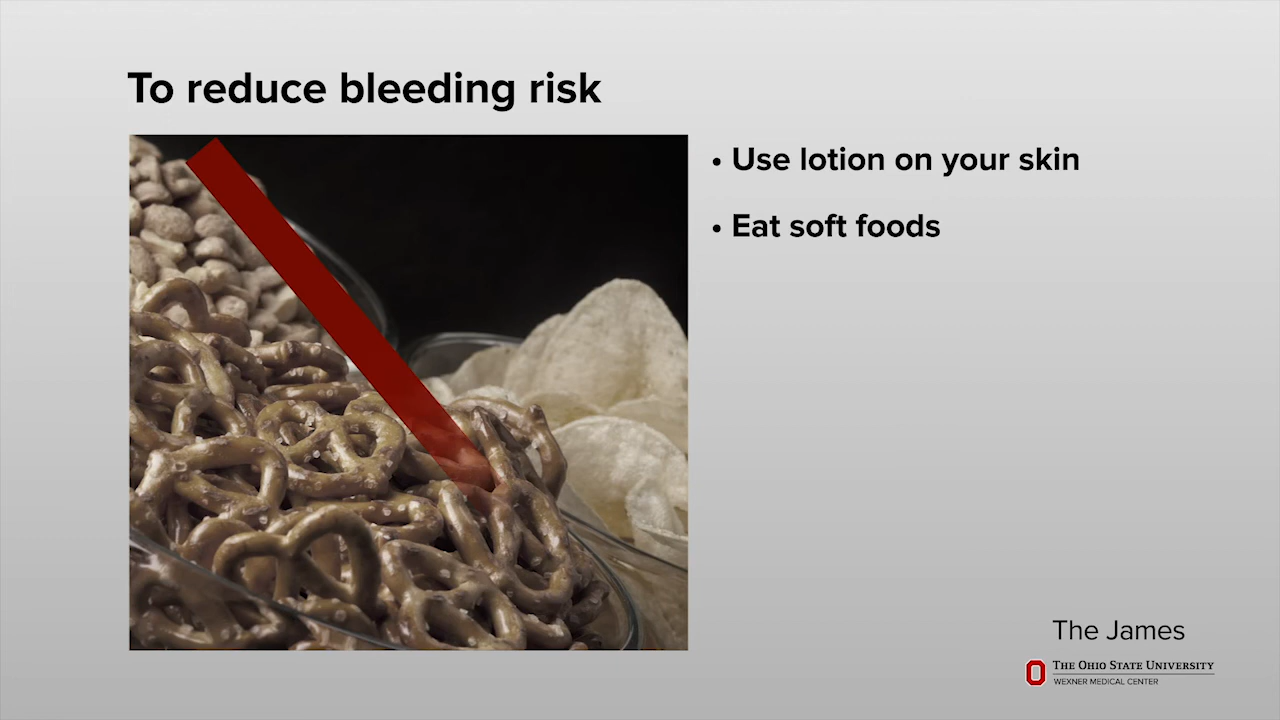 To reduce bleeding risk
• Use lotion on your skin
• Eat soft foods
The James
The Ohio State University
WEXNER MEDICAL CENTER